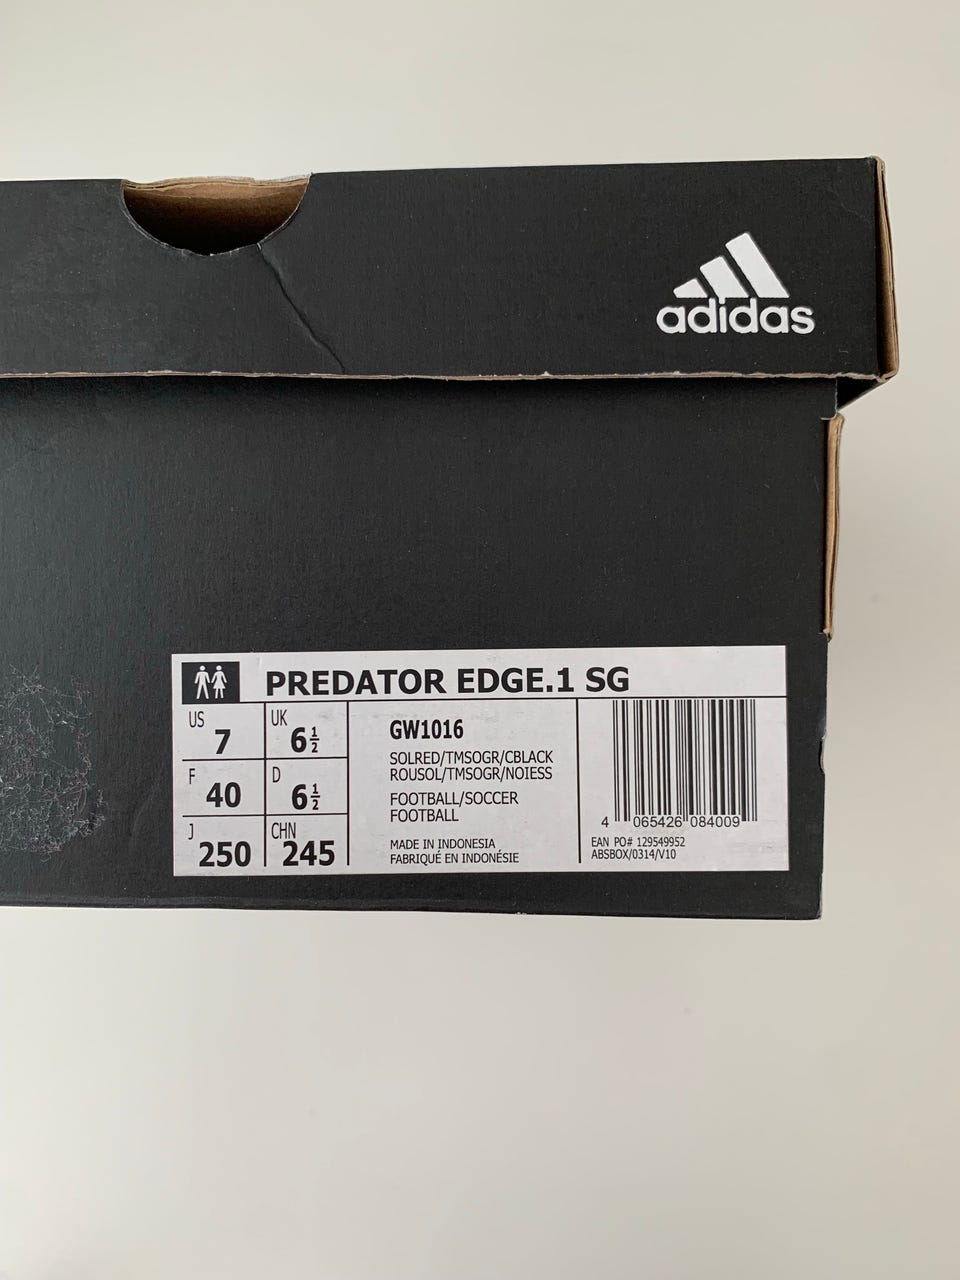 adidas
PREDATOR EDGE.1 SG
US 7
UK 6½
F 40
D 6½
J 250
CHN 245
GW1016
SOLRED/TMSOGR/CBLACK
ROUSOL/TMSOGR/NOIESS
FOOTBALL/SOCCER
FOOTBALL
MADE IN INDONESIA
FABRIQUÉ EN INDONÉSIE
4 065426 084009
EAN PO# 129549952
ABSBOX/0314/V10